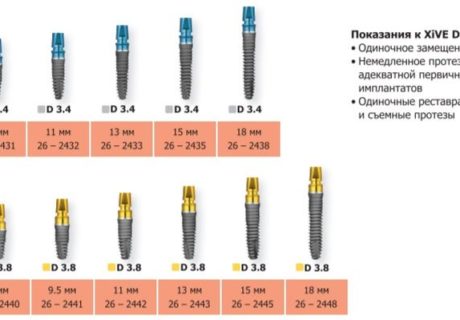 Показания к XiVE D
• Одиночное замещен
• Немедленное протез
адекватной первичн
имплантатов
• Одиночные реставра
и съемные протезы
3.4
D 3.4
D 3.4
D 3.4
D 3.4
мм
11 мм
13 мм
15 мм
18 мм
2431
26 – 2432
26 – 2433
26 – 2435
26 – 2438
3.8
D 3.8
D 3.8
D 3.8
D 3.8
D 3.8
мм
9.5 мм
11 мм
13 мм
15 мм
18 мм
2440
26 – 2441
26 – 2442
26 – 2443
26 – 2445
26 – 2448